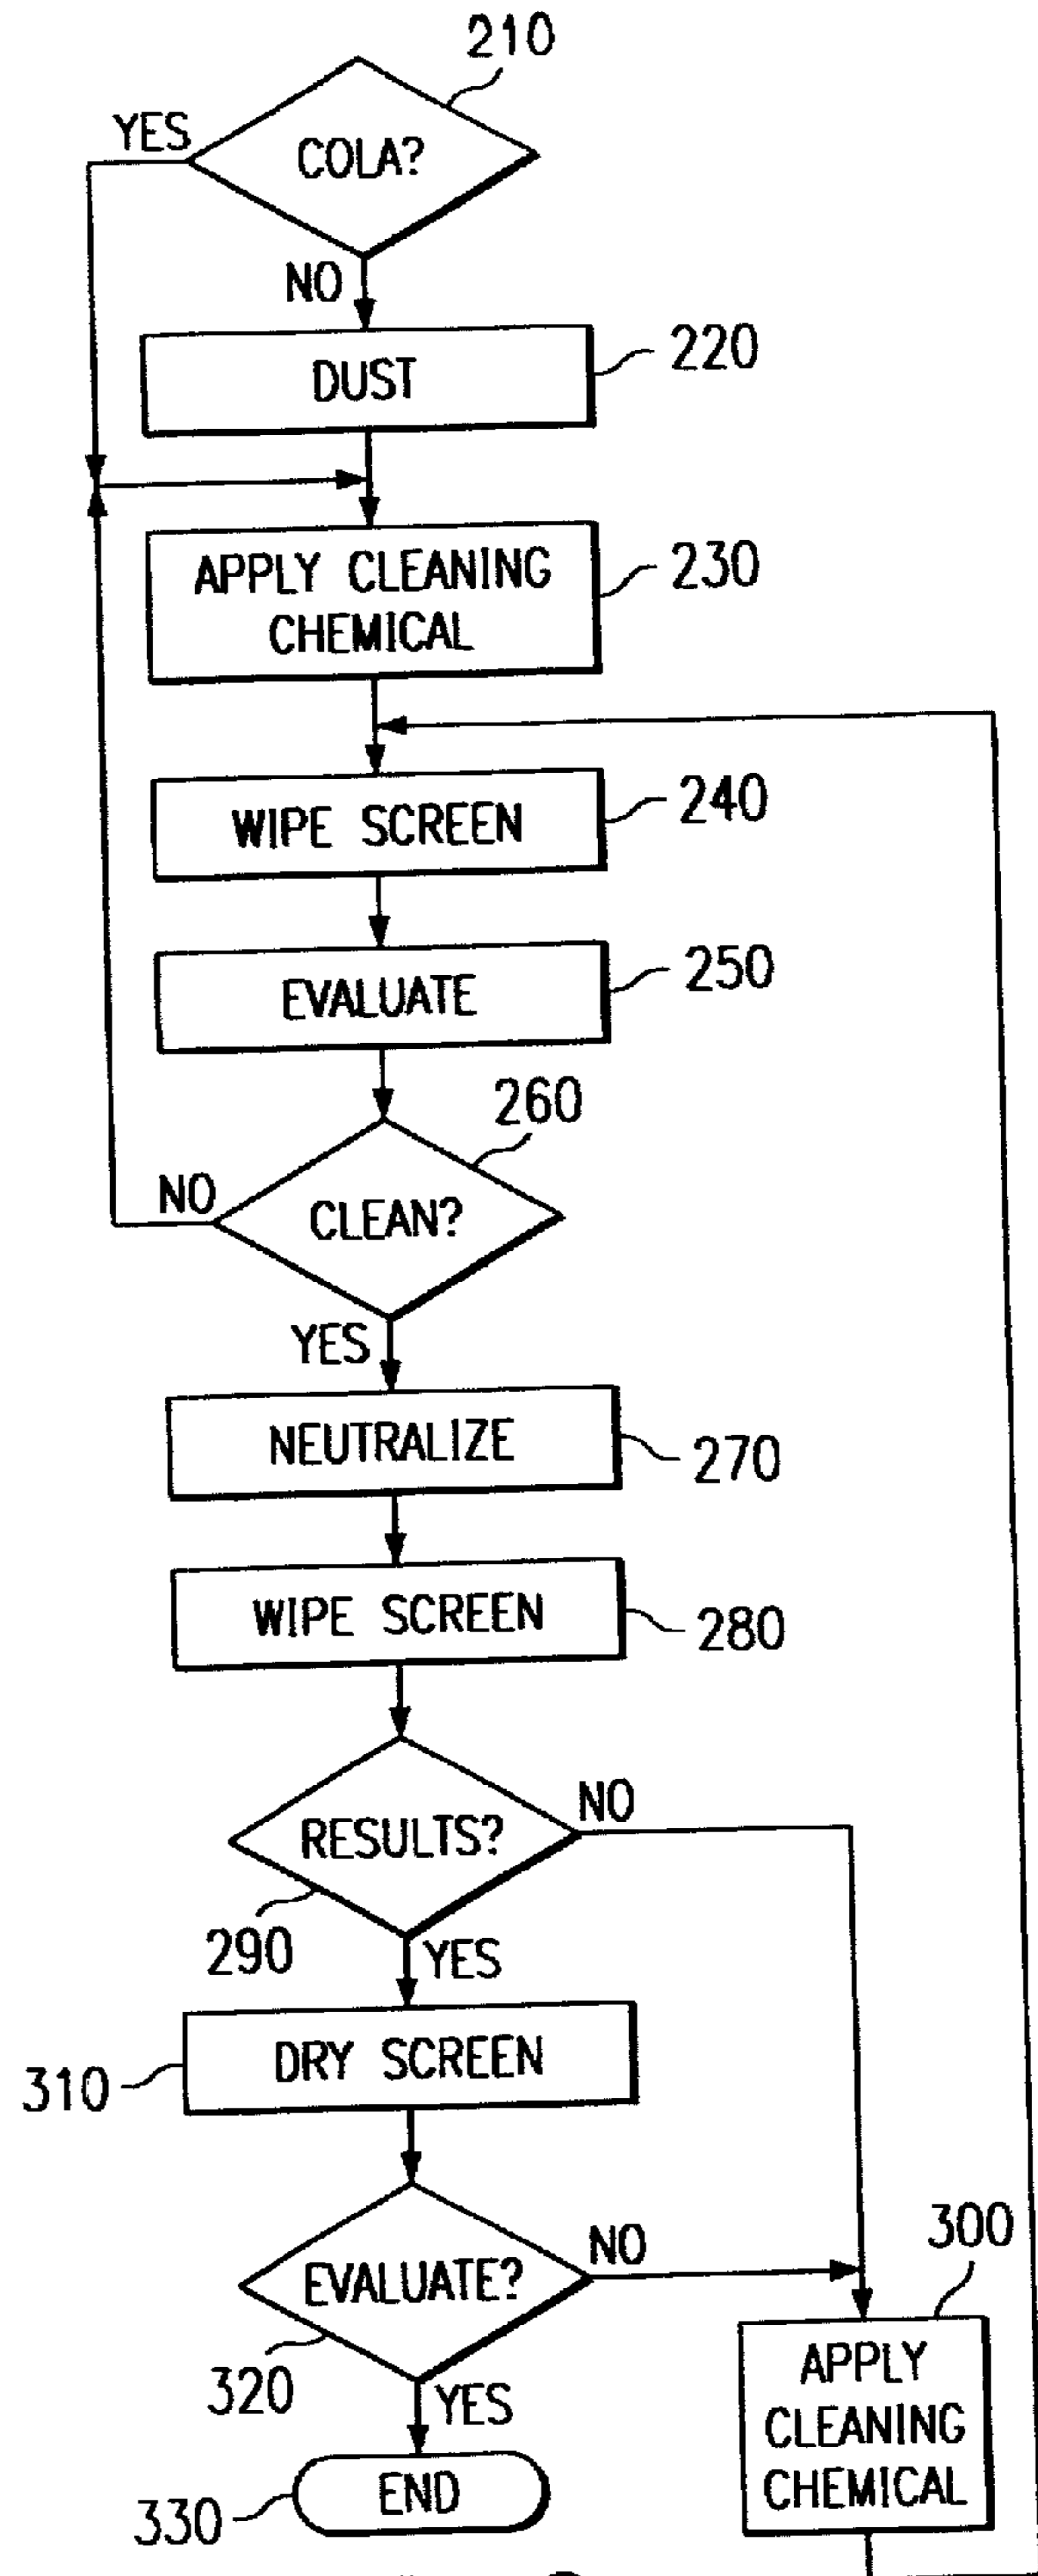 210
YES
COLA?
NO
DUST
220
APPLY CLEANING
CHEMICAL
230
WIPE SCREEN
240
EVALUATE
250
260
CLEAN?
NO
YES
NEUTRALIZE
270
WIPE SCREEN
280
RESULTS?
NO
290
YES
DRY SCREEN
310
EVALUATE?
NO
300
320
YES
APPLY
CLEANING
CHEMICAL
END
330